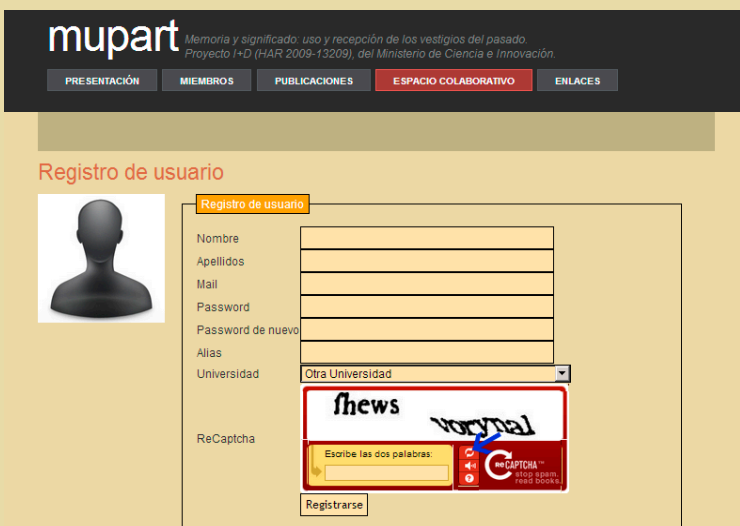 mupart
Memoria y significado: uso y recepción de los vestigios del pasado.
Proyecto I+D (HAR 2009-13209), del Ministerio de Ciencia e Innovación.
PRESENTACIÓN MIEMBROS PUBLICACIONES ESPACIO COLABORATIVO ENLACES
Registro de usuario
Registro de usuario
Nombre
Apellidos
Mail
Password
Password de nuevo
Alias
Universidad Otra Universidad
ſhews vorynal
ReCaptcha
Escribe las dos palabras:
reCAPTCHA™
stop spam.
read books.
Registrarse